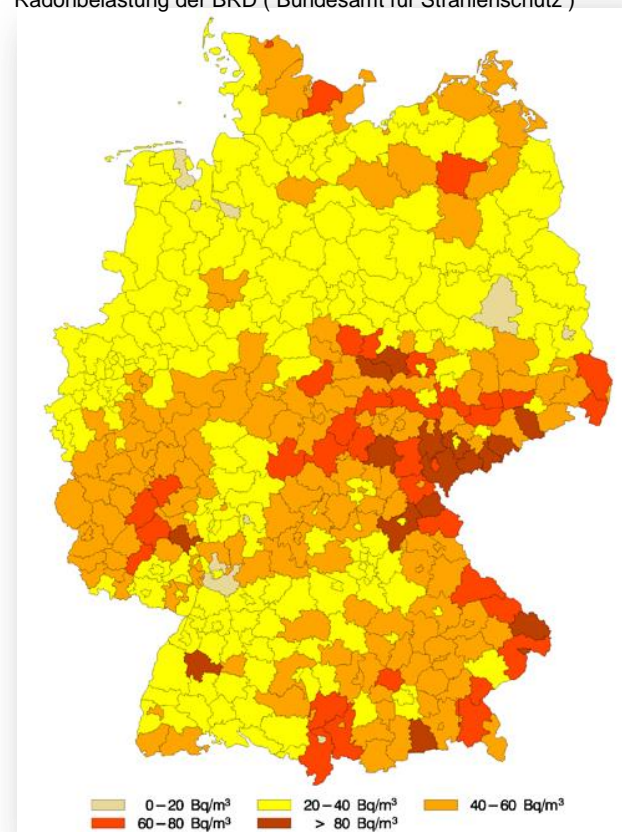 Radonbelastung der BRD ( Bundesamt für Strahlenschutz )
0–20 Bq/m³ 20–40 Bq/m³ 40–60 Bq/m³
60–80 Bq/m³ > 80 Bq/m³